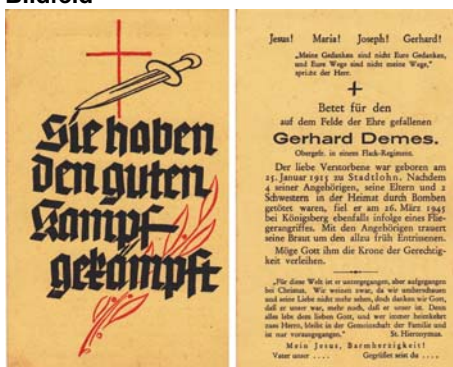 Bildfeld
Sie haben
den guten
Kampf
gekämpft
Jesus! Maria! Joseph! Gerhard!
„Meine Gedanken sind nicht Eure Gedanken,
und Eure Wege sind nicht meine Wege,"
spricht der Herr.
Betet für den
auf dem Felde der Ehre gefallenen
Gerhard Demes.
Obergefr. in einem Flack-Regiment.
Der liebe Verstorbene war geboren am
25. Januar 1915 zu Stadtlohn. Nachdem
4 seiner Angehörigen, seine Eltern und 2
Schwestern in der Heimat durch Bomben
getötet waren, fiel er am 26. März 1945
bei Königsberg ebenfalls infolge eines Flie-
gerangriffes. Mit den Angehörigen trauert
seine Braut um den allzu früh Entrissenen.
Möge Gott ihm die Krone der Gerechtig-
keit verleihen.
„Für diese Welt ist er untergegangen, aber aufgegangen
bei Christus. Wir weinen zwar, da wir umherschauen
und seine Liebe nicht mehr sehen, doch danken wir Gott,
daß er unser war, mehr noch, daß er unser ist. Denn
alles lebt dem lieben Gott, und wer immer heimkehrt
zum Herrn, bleibt in der Gemeinschaft der Familie und
ist nur vorausgegangen." St. Hieronymus.
Mein Jesus, Barmherzigkeit!
Vater unser .... Gegrüßet seist du ....